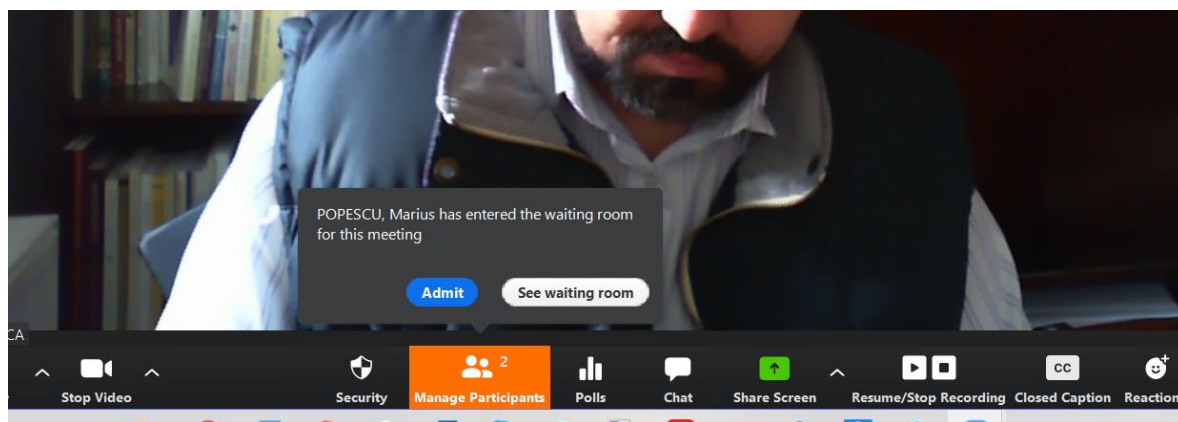 POPESCU, Marius has entered the waiting room
for this meeting
Admit See waiting room
CA
2
Stop Video Security Manage Participants Polls Chat Share Screen Resume/Stop Recording CC Closed Caption Reaction